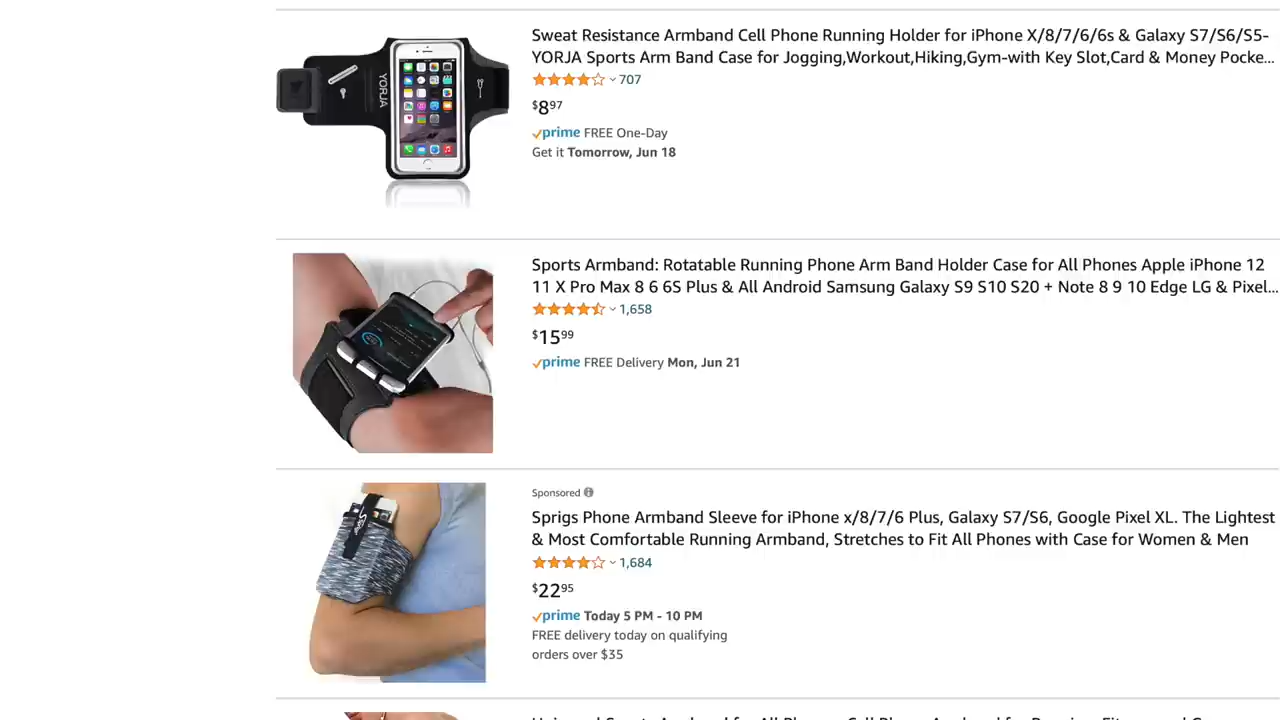 YORJA
Sweat Resistance Armband Cell Phone Running Holder for iPhone X/8/7/6/6s & Galaxy S7/S6/S5-
YORJA Sports Arm Band Case for Jogging,Workout,Hiking,Gym-with Key Slot,Card & Money Pocke...
707
$8⁹⁷
prime FREE One-Day
Get it Tomorrow, Jun 18
Sports Armband: Rotatable Running Phone Arm Band Holder Case for All Phones Apple iPhone 12
11 X Pro Max 8 6 6S Plus & All Android Samsung Galaxy S9 S10 S20 + Note 8 9 10 Edge LG & Pixel...
1,658
$15⁹⁹
prime FREE Delivery Mon, Jun 21
Sponsored
Sprigs Phone Armband Sleeve for iPhone x/8/7/6 Plus, Galaxy S7/S6, Google Pixel XL. The Lightest
& Most Comfortable Running Armband, Stretches to Fit All Phones with Case for Women & Men
1,684
$22⁹⁵
prime Today 5 PM - 10 PM
FREE delivery today on qualifying
orders over $35